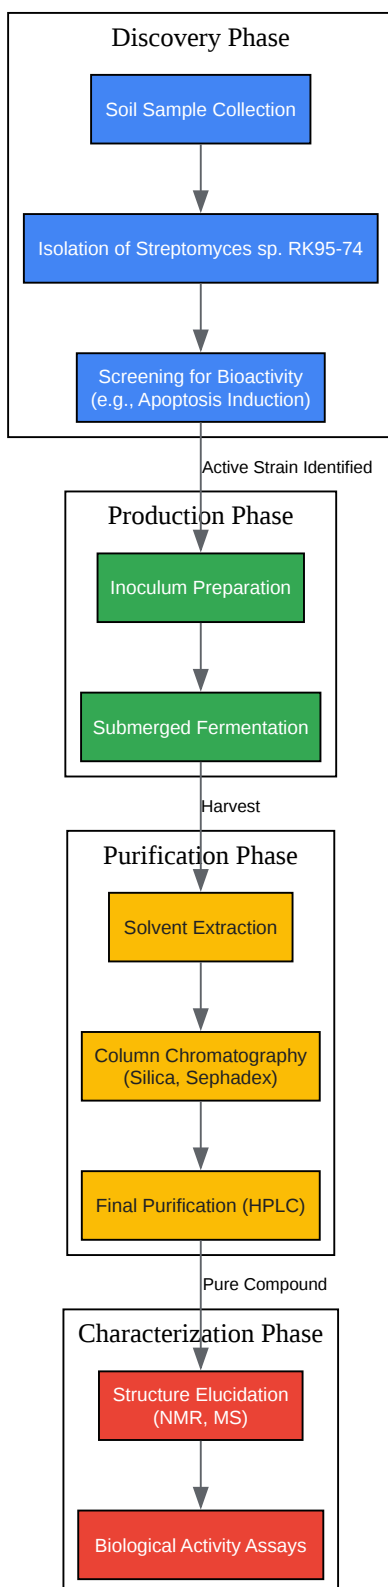 Discovery Phase
Soil Sample Collection
Isolation of Streptomyces sp. RK95-74
Screening for Bioactivity
(e.g., Apoptosis Induction)
Active Strain Identified
Production Phase
Inoculum Preparation
Submerged Fermentation
Harvest
Purification Phase
Solvent Extraction
Column Chromatography
(Silica, Sephadex)
Final Purification (HPLC)
Pure Compound
Characterization Phase
Structure Elucidation
(NMR, MS)
Biological Activity Assays